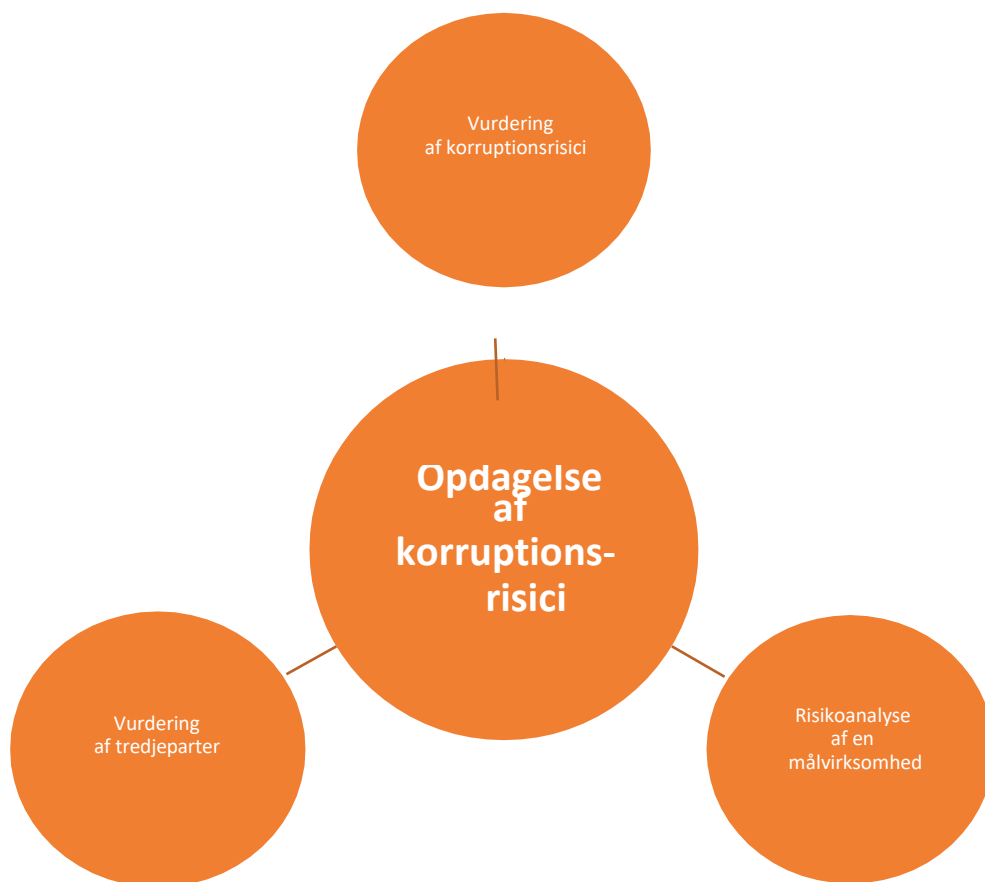 Vurdering
af korruptionsrisici
Opdagelse
af
korruptions-
risici
Vurdering
af tredjeparter
Risikoanalyse
af en
målvirksomhed